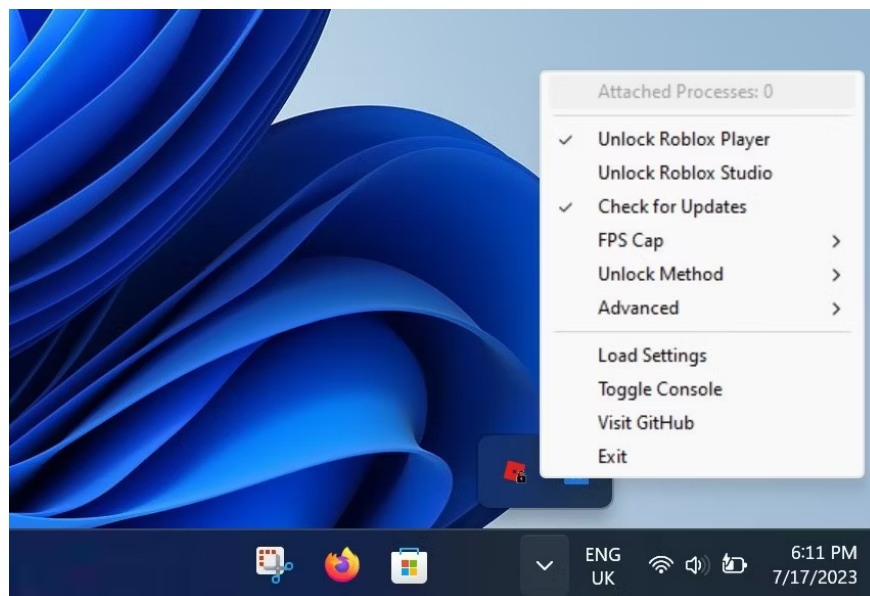 Attached Processes: 0
Unlock Roblox Player
Unlock Roblox Studio
Check for Updates
FPS Cap
Unlock Method
Advanced
Load Settings
Toggle Console
Visit GitHub
Exit
ENG
UK
6:11 PM
7/17/2023